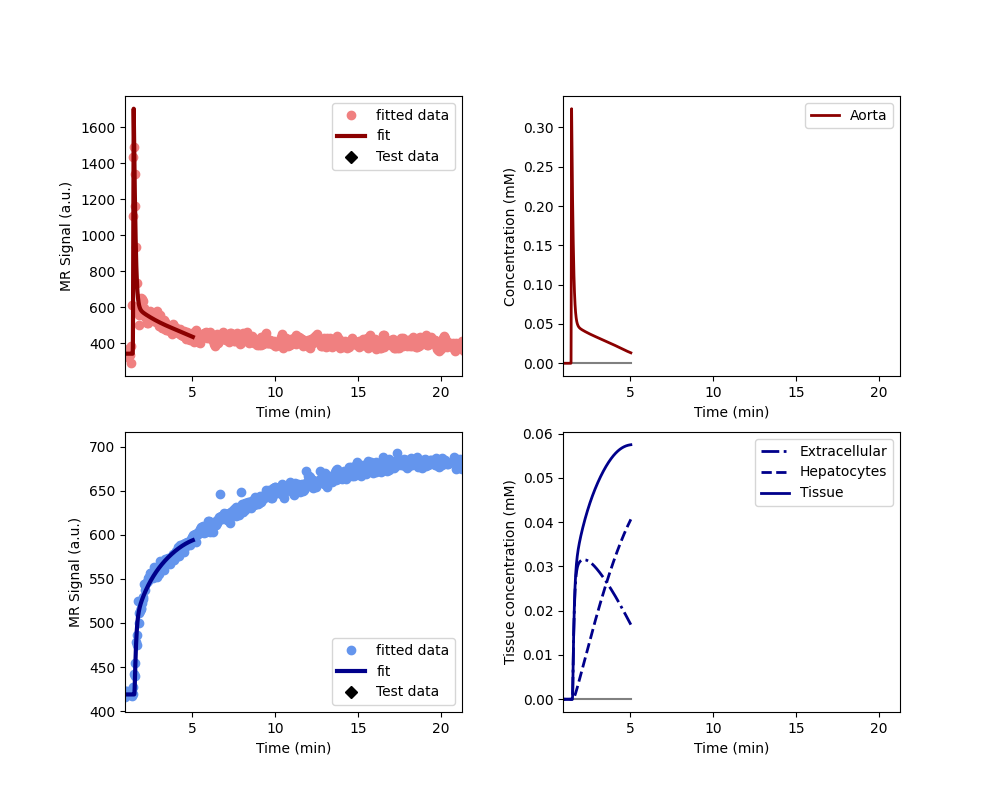 MR Signal (a.u.)
1600
1400
1200
1000
800
600
400
fitted data
fit
Test data
5
10
15
20
Time (min)
Concentration (mM)
0.30
0.25
0.20
0.15
0.10
0.05
0.00
Aorta
5
10
15
20
Time (min)
MR Signal (a.u.)
700
650
600
550
500
450
400
fitted data
fit
Test data
5
10
15
20
Time (min)
Tissue concentration (mM)
0.06
0.05
0.04
0.03
0.02
0.01
0.00
Extracellular
Hepatocytes
Tissue
5
10
15
20
Time (min)